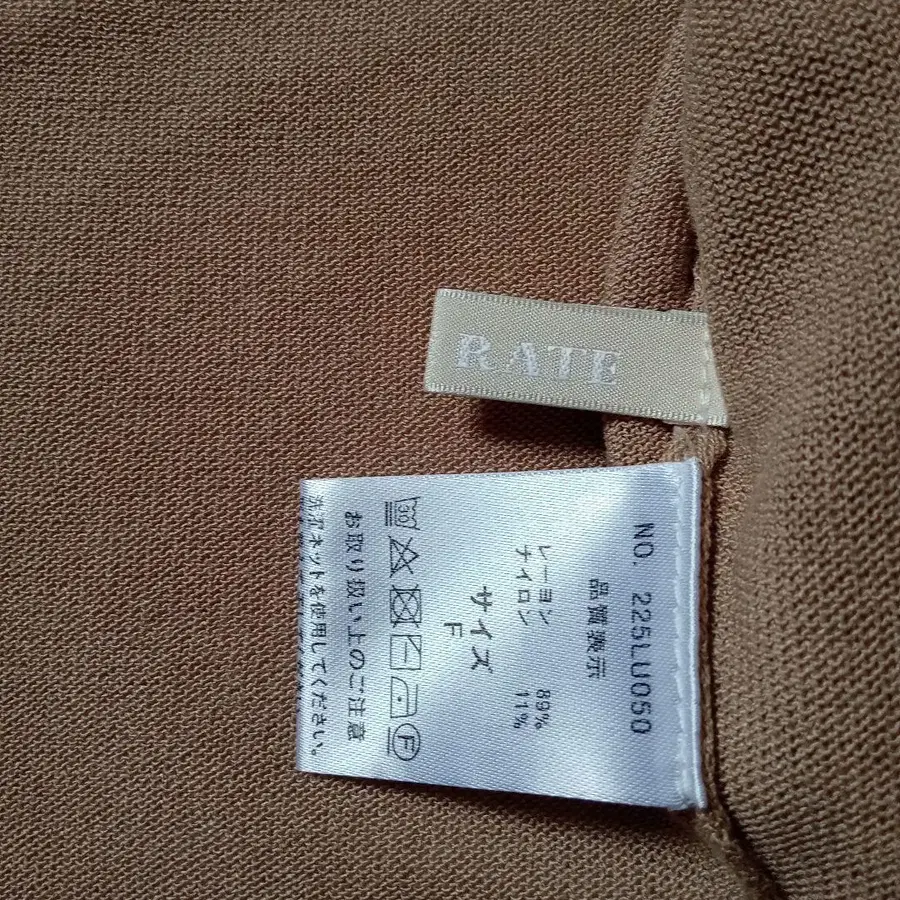 RATE
NO. 225LU050
品質表示
レーヨン 89%
ナイロン 11%
サイズ
F
30
F
お取り扱い上のご注意
洗濯ネットを使用してください。